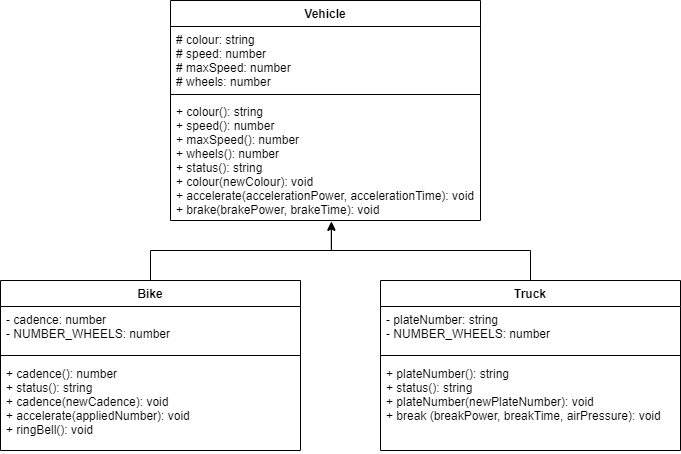 Vehicle
# colour: string
# speed: number
# maxSpeed: number
# wheels: number
+ colour(): string
+ speed(): number
+ maxSpeed(): number
+ wheels(): number
+ status(): string
+ colour(newColour): void
+ accelerate(accelerationPower, accelerationTime): void
+ brake(brakePower, brakeTime): void
Bike
- cadence: number
- NUMBER_WHEELS: number
+ cadence(): number
+ status(): string
+ cadence(newCadence): void
+ accelerate(appliedNumber): void
+ ringBell(): void
Truck
- plateNumber: string
- NUMBER_WHEELS: number
+ plateNumber(): string
+ status(): string
+ plateNumber(newPlateNumber): void
+ break (breakPower, breakTime, airPressure): void